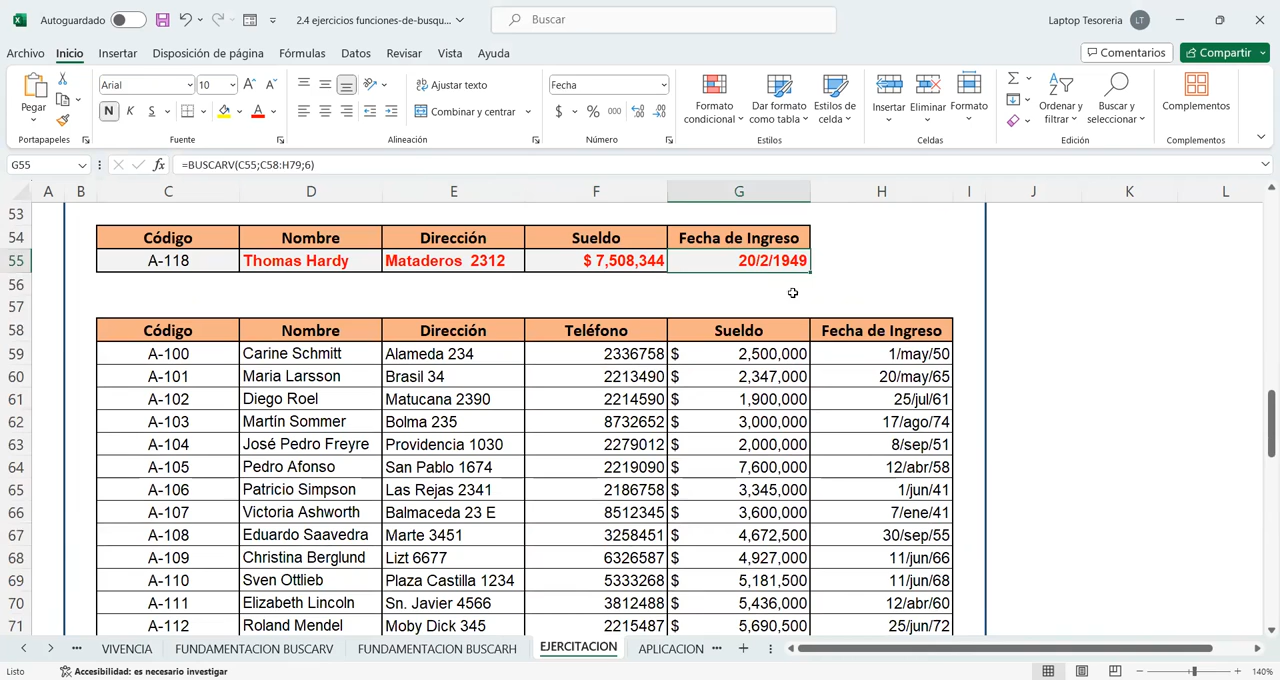 Autoguardado 2.4 ejercicios funciones-de-busqu... Buscar Laptop Tesoreria LT
Archivo Inicio Insertar Disposición de página Fórmulas Datos Revisar Vista Ayuda Comentarios Compartir
Pegar Arial 10 Ajustar texto Fecha
N K S Combinar y centrar $ % 000
Formato condicional Dar formato como tabla Estilos de celda Insertar Eliminar Formato Ordenar y filtrar Buscar y seleccionar Complementos
Portapapeles Fuente Alineación Número Estilos Celdas Edición Complementos
G55 fx =BUSCARV(C55;C58:H79;6)
A B C D E F G H I J K L
53
54 Código Nombre Dirección Sueldo Fecha de Ingreso
55 A-118 Thomas Hardy Mataderos 2312 $ 7,508,344 20/2/1949
56
57
58 Código Nombre Dirección Teléfono Sueldo Fecha de Ingreso
59 A-100 Carine Schmitt Alameda 234 2336758 $ 2,500,000 1/may/50
60 A-101 Maria Larsson Brasil 34 2213490 $ 2,347,000 20/may/65
61 A-102 Diego Roel Matucana 2390 2214590 $ 1,900,000 25/jul/61
62 A-103 Martín Sommer Bolma 235 8732652 $ 3,000,000 17/ago/74
63 A-104 José Pedro Freyre Providencia 1030 2279012 $ 2,000,000 8/sep/51
64 A-105 Pedro Afonso San Pablo 1674 2219090 $ 7,600,000 12/abr/58
65 A-106 Patricio Simpson Las Rejas 2341 2186758 $ 3,345,000 1/jun/41
66 A-107 Victoria Ashworth Balmaceda 23 E 8512345 $ 3,600,000 7/ene/41
67 A-108 Eduardo Saavedra Marte 3451 3258451 $ 4,672,500 30/sep/55
68 A-109 Christina Berglund Lizt 6677 6326587 $ 4,927,000 11/jun/66
69 A-110 Sven Ottlieb Plaza Castilla 1234 5333268 $ 5,181,500 11/jun/68
70 A-111 Elizabeth Lincoln Sn. Javier 4566 3812488 $ 5,436,000 12/abr/60
71 A-112 Roland Mendel Moby Dick 345 2215487 $ 5,690,500 25/jun/72
... VIVENCIA FUNDAMENTACION BUSCARV FUNDAMENTACION BUSCARH EJERCITACION APLICACION ...
Listo Accesibilidad: es necesario investigar 140%